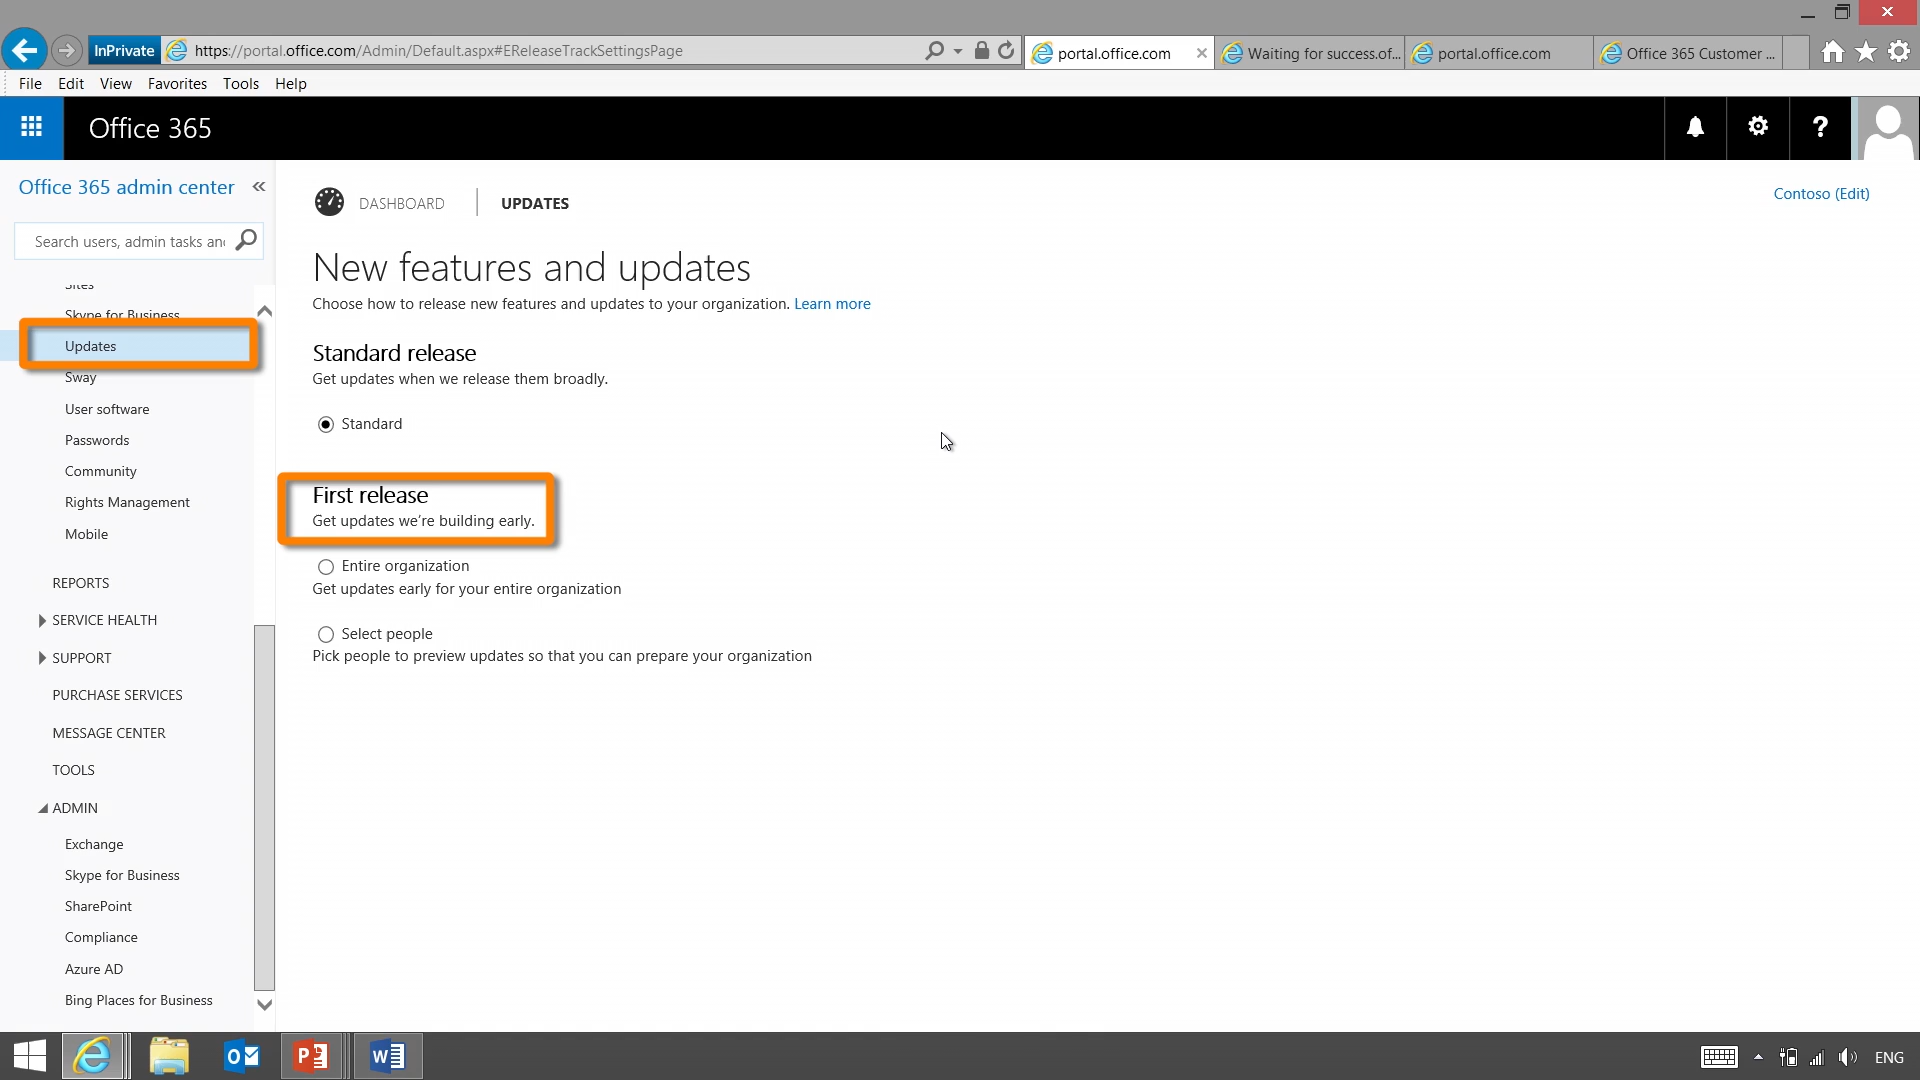 InPrivate
https://portal.office.com/Admin/Default.aspx#EReleaseTrackSettingsPage
portal.office.com
Waiting for success.of...
portal.office.com
Office 365 Customer ...
File Edit View Favorites Tools Help
Office 365
?
Office 365 admin center «
Search users, admin tasks and
Sites
Skype for Business
Updates
Sway
User software
Passwords
Community
Rights Management
Mobile
REPORTS
SERVICE HEALTH
SUPPORT
PURCHASE SERVICES
MESSAGE CENTER
TOOLS
ADMIN
Exchange
Skype for Business
SharePoint
Compliance
Azure AD
Bing Places for Business
DASHBOARD | UPDATES
Contoso (Edit)
New features and updates
Choose how to release new features and updates to your organization. Learn more
Standard release
Get updates when we release them broadly.
Standard
First release
Get updates we're building early.
Entire organization
Get updates early for your entire organization
Select people
Pick people to preview updates so that you can prepare your organization
ENG